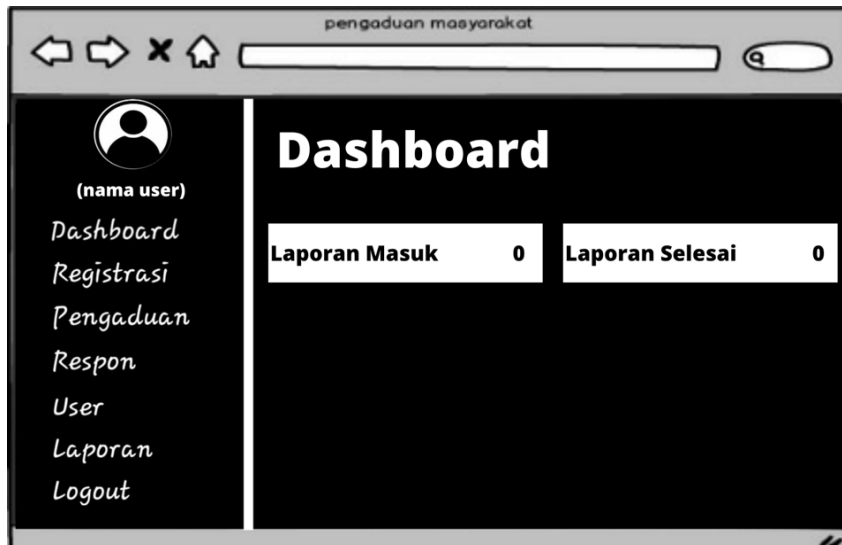 pengaduan masyarakat
(nama user)
Dashboard
Registrasi
Pengaduan
Respon
User
Laporan
Logout
Dashboard
Laporan Masuk 0
Laporan Selesai 0